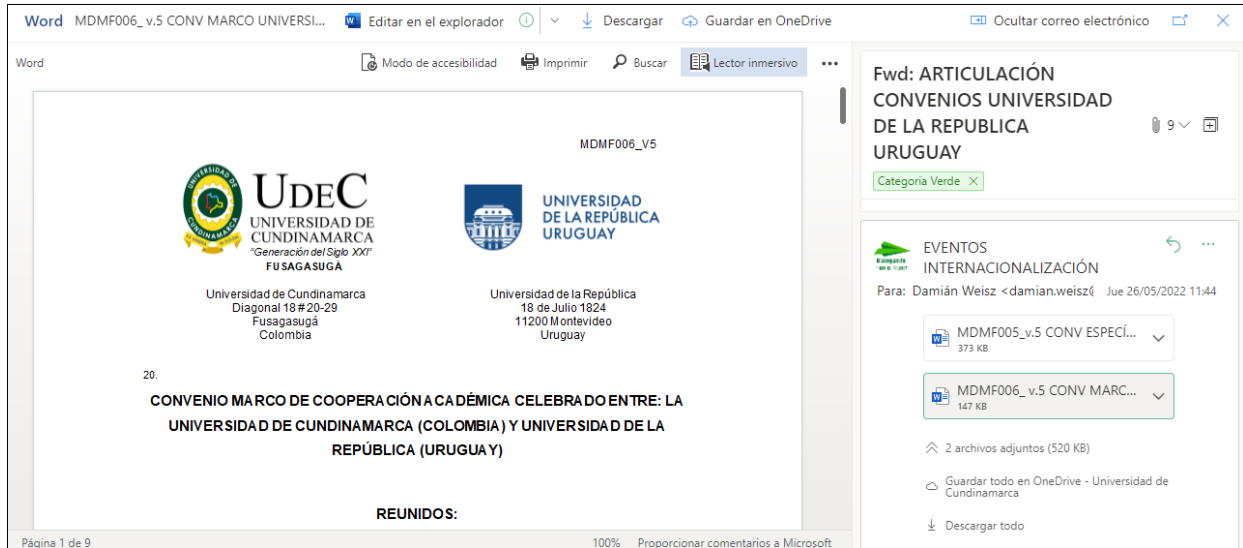 Word MDMF006_ v.5 CONV MARCO UNIVERSI... Editar en el explorador Descargar Guardar en OneDrive Ocultar correo electrónico
Word Modo de accesibilidad Imprimir Buscar Lector inmersivo
MDMF006_V5
UDEC
UNIVERSIDAD DE
CUNDINAMARCA
"Generación del Siglo XXI"
FUSAGASUGÁ
UNIVERSIDAD
DE LA REPÚBLICA
URUGUAY
Universidad de Cundinamarca
Diagonal 18 # 20-29
Fusagasugá
Colombia
Universidad de la República
18 de Julio 1824
11200 Montevideo
Uruguay
20.
CONVENIO MARCO DE COOPERACIÓN ACADÉMICA CELEBRADO ENTRE: LA
UNIVERSIDAD DE CUNDINAMARCA (COLOMBIA) Y UNIVERSIDAD DE LA
REPÚBLICA (URUGUAY)
REUNIDOS:
Página 1 de 9 100% Proporcionar comentarios a Microsoft
Fwd: ARTICULACIÓN
CONVENIOS UNIVERSIDAD
DE LA REPUBLICA
URUGUAY
9
Categoria Verde
EVENTOS
INTERNACIONALIZACIÓN
Para: Damián Weisz <damian.weisz Jue 26/05/2022 11:44
MDMF005_v.5 CONV ESPECÍ...
373 KB
MDMF006_ v.5 CONV MARC...
147 KB
2 archivos adjuntos (520 KB)
Guardar todo en OneDrive - Universidad de
Cundinamarca
Descargar todo